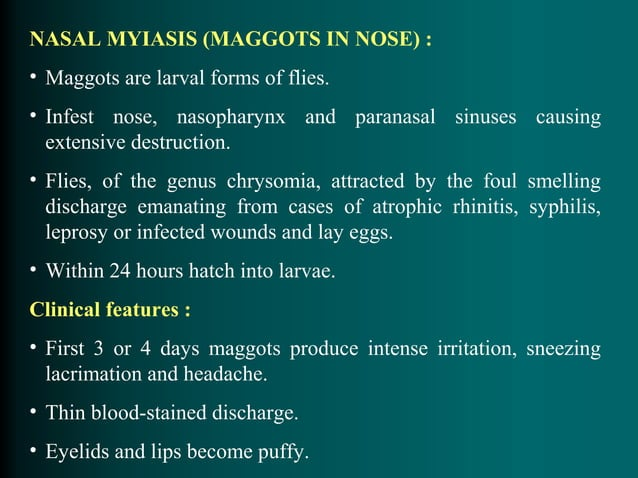 NASAL MYIASIS (MAGGOTS IN NOSE) :
• Maggots are larval forms of flies.
• Infest nose, nasopharynx and paranasal sinuses causing
extensive destruction.
• Flies, of the genus chrysomia, attracted by the foul smelling
discharge emanating from cases of atrophic rhinitis, syphilis,
leprosy or infected wounds and lay eggs.
• Within 24 hours hatch into larvae.
Clinical features :
• First 3 or 4 days maggots produce intense irritation, sneezing
lacrimation and headache.
• Thin blood-stained discharge.
• Eyelids and lips become puffy.